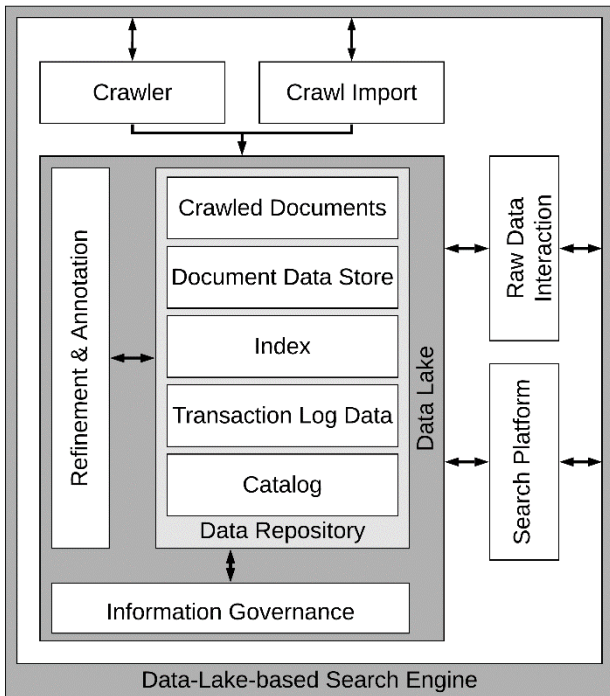 Crawler
Crawl Import
Refinement & Annotation
Crawled Documents
Document Data Store
Index
Transaction Log Data
Catalog
Data Repository
Data Lake
Information Governance
Raw Data
Interaction
Search Platform
Data-Lake-based Search Engine